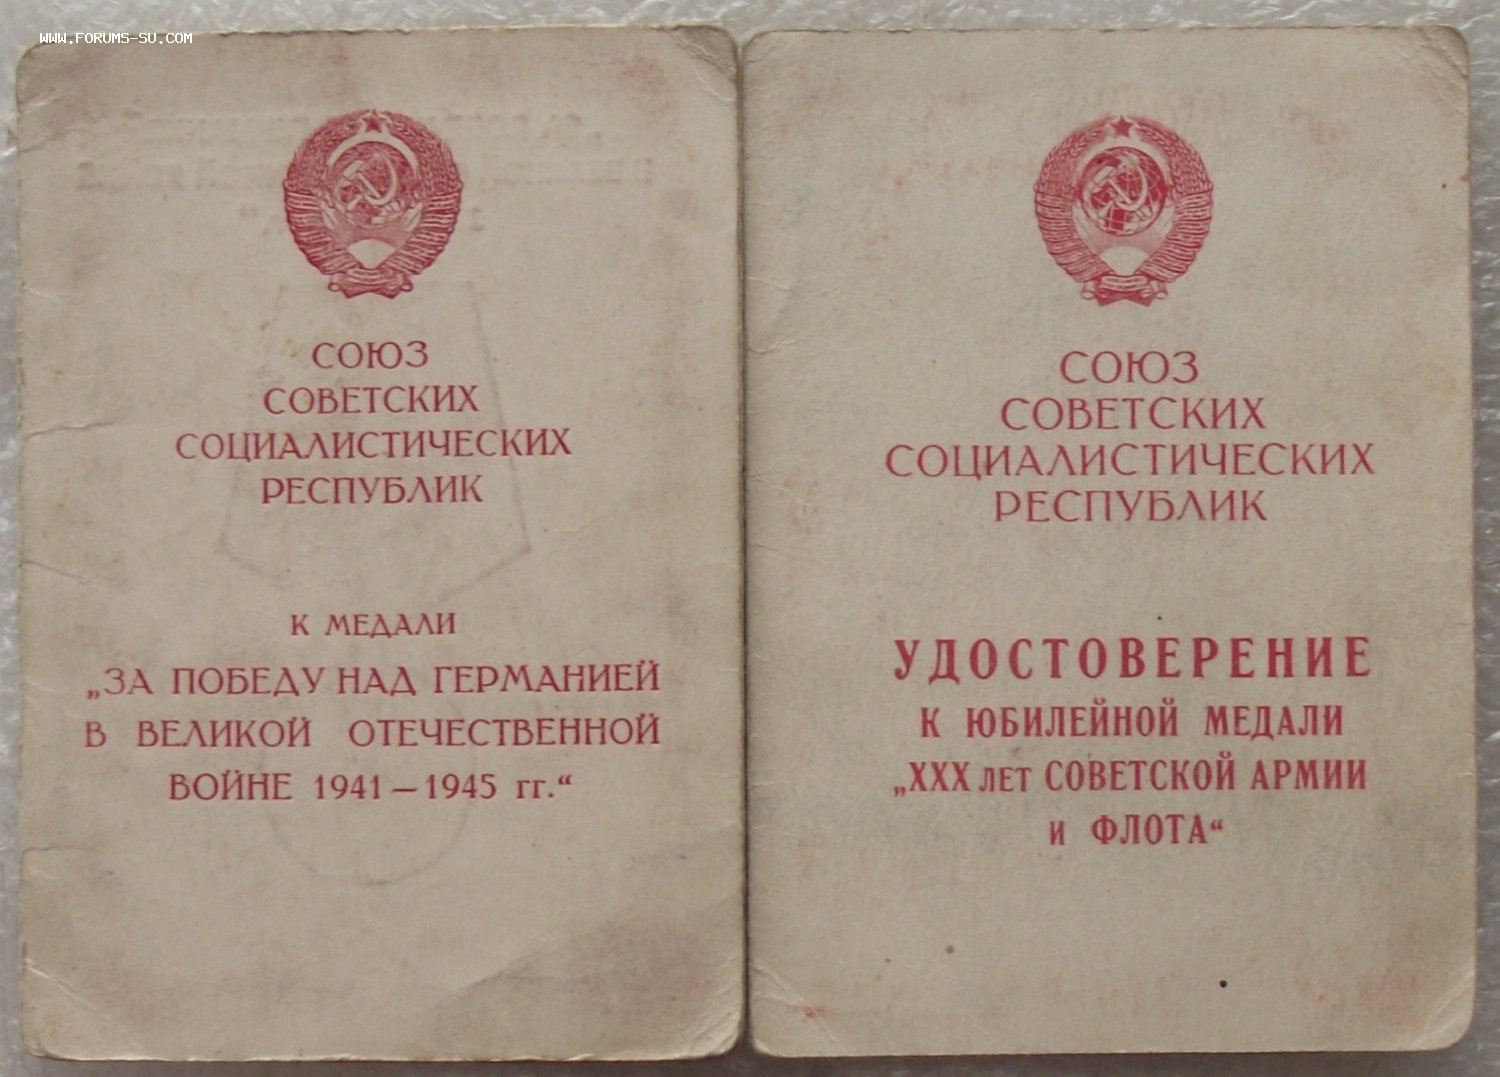 www.forums-su.com
СОЮЗ
СОВЕТСКИХ
СОЦИАЛИСТИЧЕСКИХ
РЕСПУБЛИК
К МЕДАЛИ
„ЗА ПОБЕДУ НАД ГЕРМАНИЕЙ
В ВЕЛИКОЙ ОТЕЧЕСТВЕННОЙ
ВОЙНЕ 1941—1945 гг.“
СОЮЗ
СОВЕТСКИХ
СОЦИАЛИСТИЧЕСКИХ
РЕСПУБЛИК
УДОСТОВЕРЕНИЕ
К ЮБИЛЕЙНОЙ МЕДАЛИ
„XXX ЛЕТ СОВЕТСКОЙ АРМИИ
И ФЛОТА“